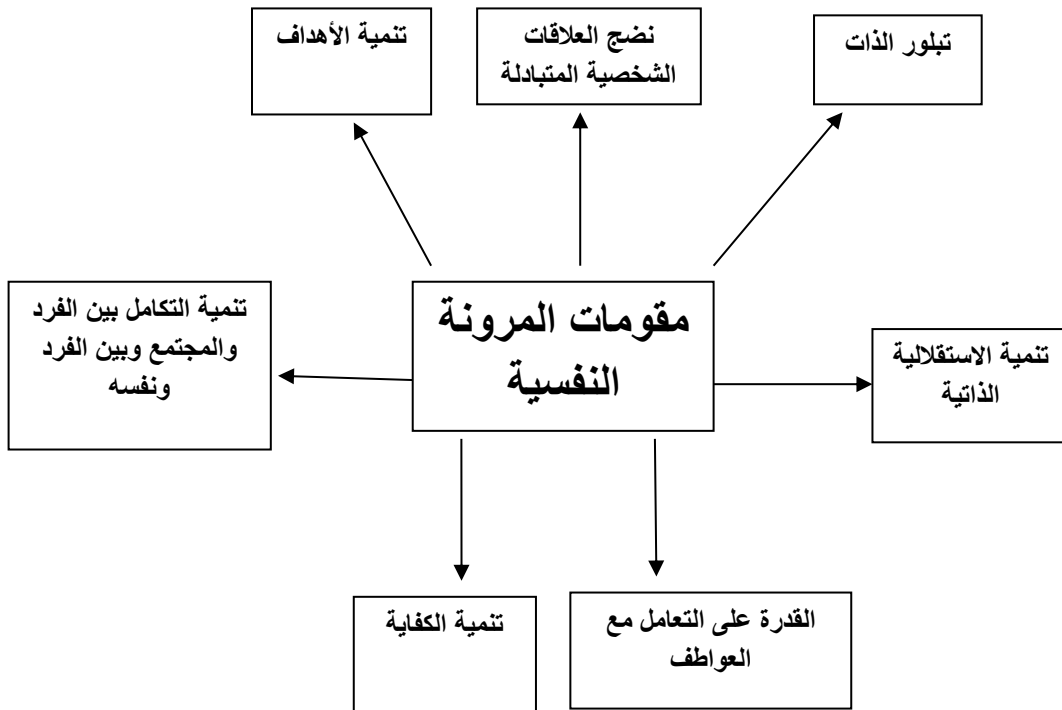 تبلور الذات
نضج العلاقات
الشخصية المتبادلة
تنمية الأهداف
مقومات المرونة
النفسية
تنمية الاستقلالية
الذاتية
تنمية التكامل بين الفرد
والمجتمع وبين الفرد
ونفسه
القدرة على التعامل مع
العواطف
تنمية الكفاية